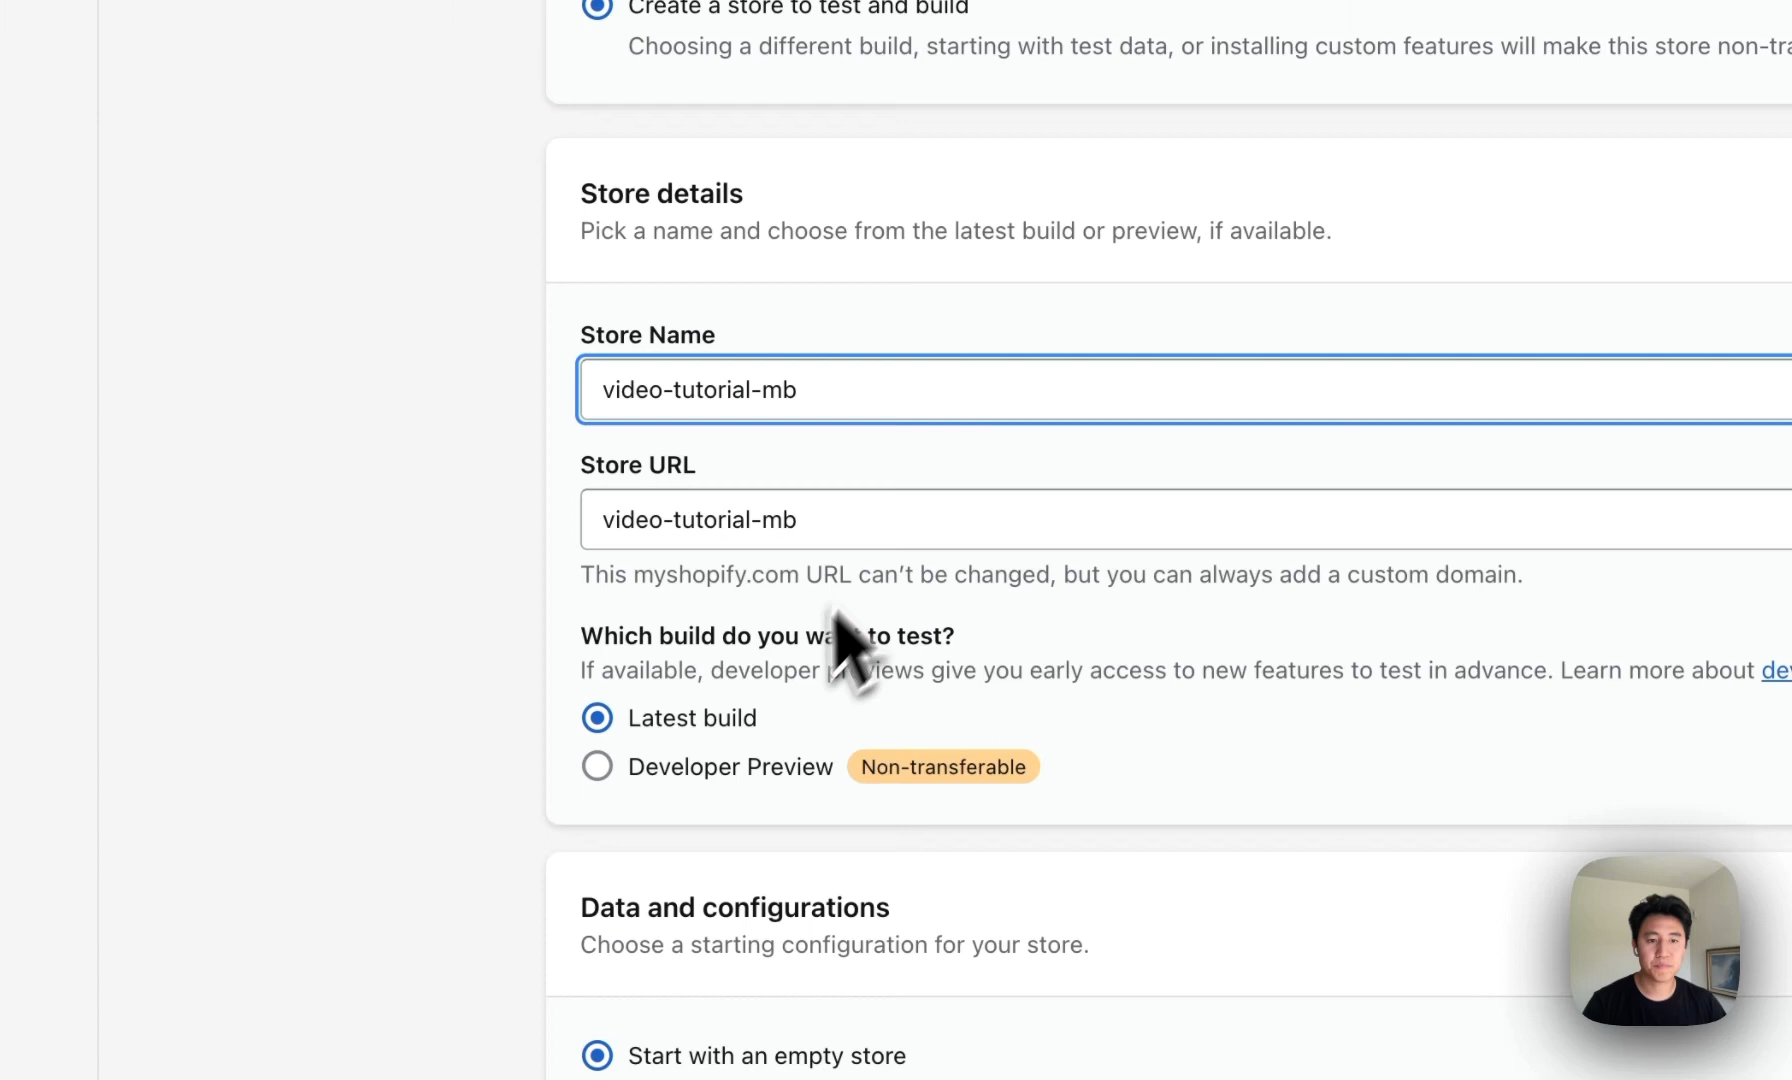 Create a store to test and build
Choosing a different build, starting with test data, or installing custom features will make this store
Store details
Pick a name and choose from the latest build or preview, if available.
Store Name
video-tutorial-mb
Store URL
video-tutorial-mb
This myshopify.com URL can't be changed, but you can always add a custom domain.
Which build do you want to test?
If available, developer previews give you early access to new features to test in advance. Learn more about
Latest build
Developer Preview Non-transferable
Data and configurations
Choose a starting configuration for your store.
Start with an empty store